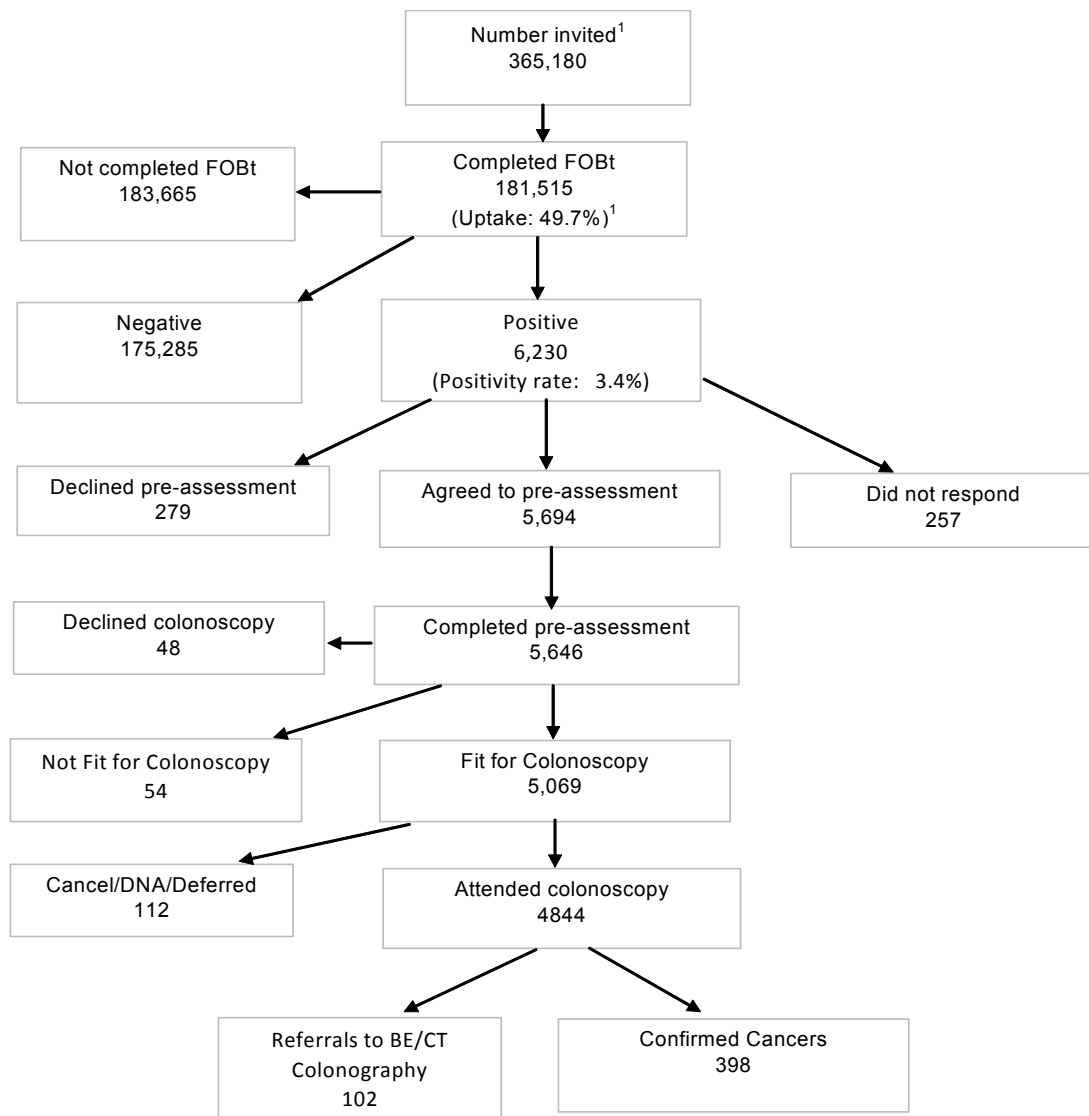 Number invited1
365,180
Not completed FOBt
183,665
Completed FOBt
181,515
(Uptake: 49.7%)1
Negative
175,285
Positive
6,230
(Positivity rate: 3.4%)
Declined pre-assessment
279
Agreed to pre-assessment
5,694
Did not respond
257
Declined colonoscopy
48
Completed pre-assessment
5,646
Not Fit for Colonoscopy
54
Fit for Colonoscopy
5,069
Cancel/DNA/Deferred
112
Attended colonoscopy
4844
Referrals to BE/CT
Colonography
102
Confirmed Cancers
398